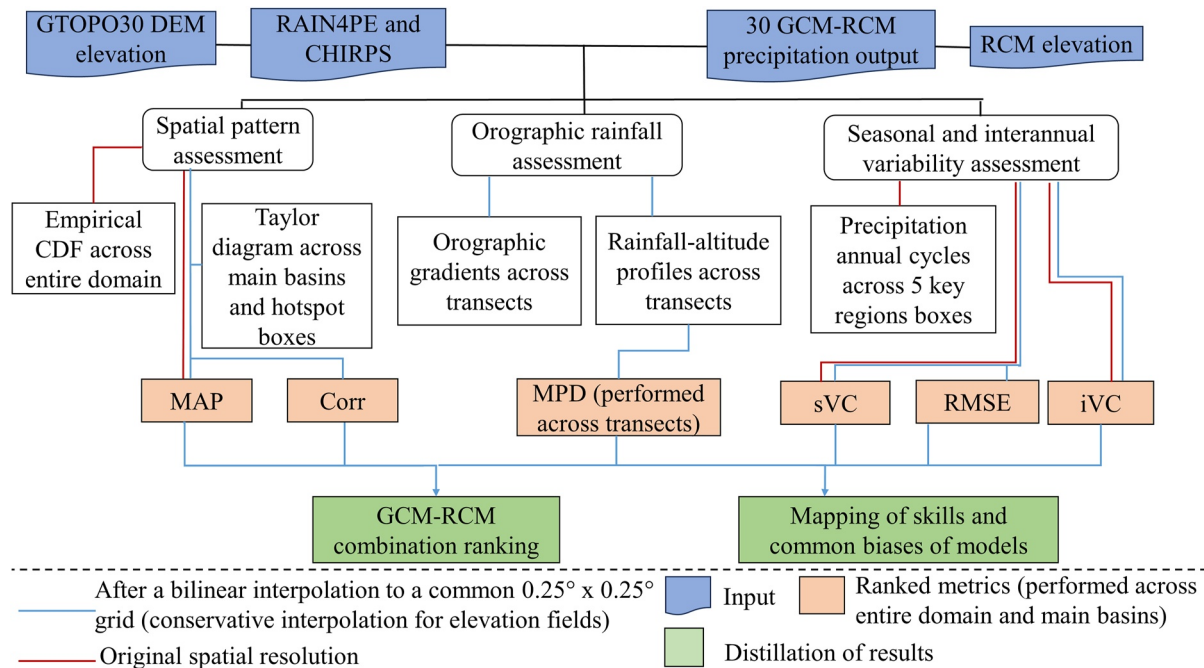 GTOPO30 DEM
elevation
RAIN4PE and
CHIRPS
30 GCM-RCM
precipitation output
RCM elevation
Spatial pattern
assessment
Orographic rainfall
assessment
Seasonal and interannual
variability assessment
Empirical
CDF across
entire domain
Taylor
diagram across
main basins
and hotspot
boxes
Orographic
gradients across
transects
Rainfall-altitude
profiles across
transects
Precipitation
annual cycles
across 5 key
regions boxes
MAP
Corr
MPD (performed
across transects)
sVC
RMSE
iVC
GCM-RCM
combination ranking
Mapping of skills and
common biases of models
After a bilinear interpolation to a common 0.25° x 0.25°
grid (conservative interpolation for elevation fields)
Original spatial resolution
Input
Ranked metrics (performed across
entire domain and main basins)
Distillation of results